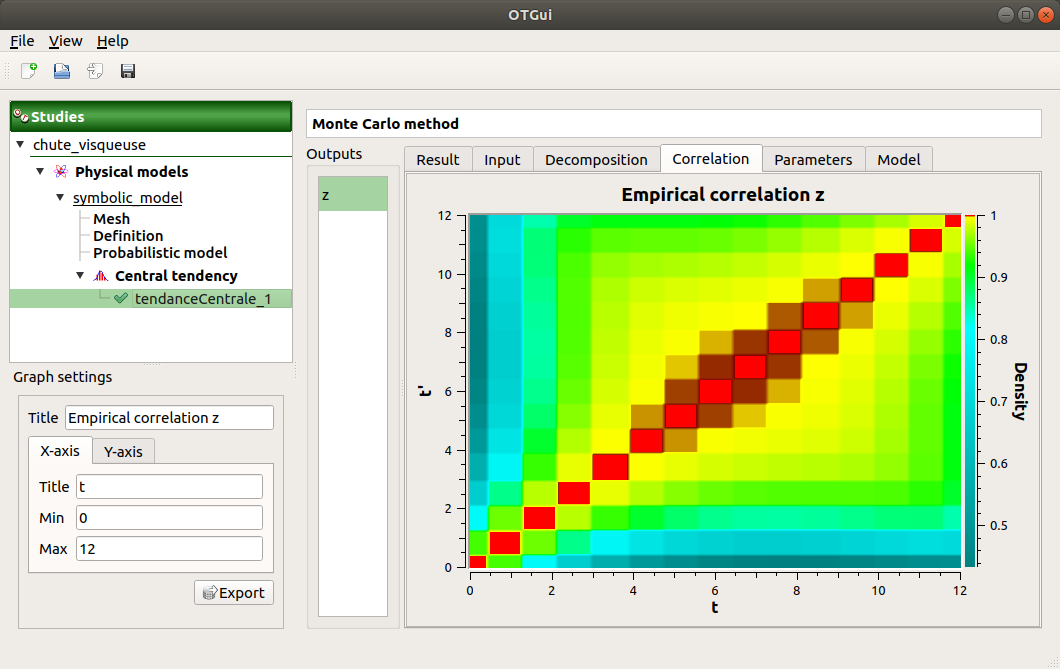 OTGui
File View Help
Studies
chute_visqueuse
Physical models
symbolic_model
Mesh
Definition
Probabilistic model
Central tendency
tendanceCentrale_1
Graph settings
Title Empirical correlation z
X-axis Y-axis
Title t
Min 0
Max 12
Export
Monte Carlo method
Outputs
z
Result Input Decomposition Correlation Parameters Model
Empirical correlation z
12
10
8
6
4
2
0
t'
0 2 4 6 8 10 12
t
1
0.9
0.8
0.7
0.6
0.5
Density